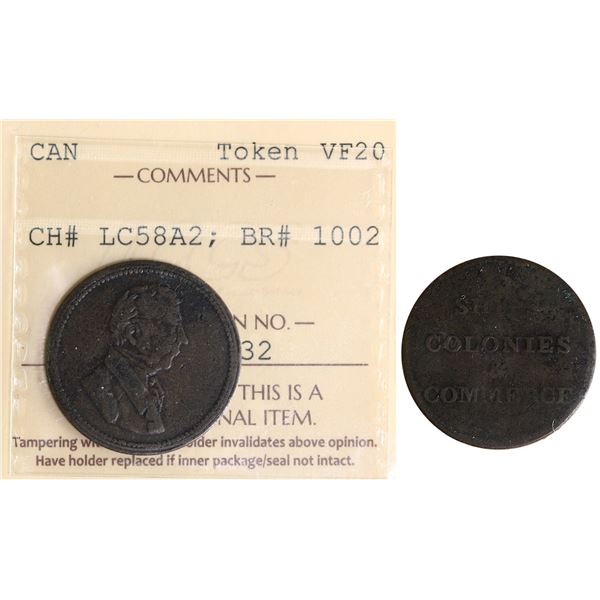 CAN Token VF20
— COMMENTS —
CH# LC58A2; BR# 1002
N NO. —
32
THIS IS A
NAL ITEM.
Tampering w older invalidates above opinion.
Have holder replaced if inner package/seal not intact.
COLONIES
&
COMMERCE